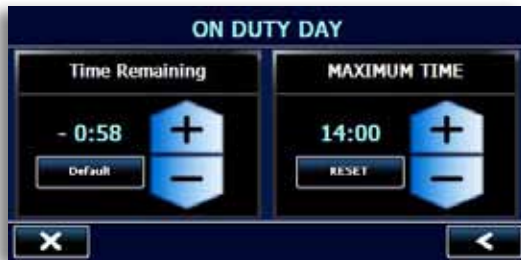 ON DUTY DAY
Time Remaining
- 0:58
+
Default
−
MAXIMUM TIME
14:00
+
RESET
−
X
<